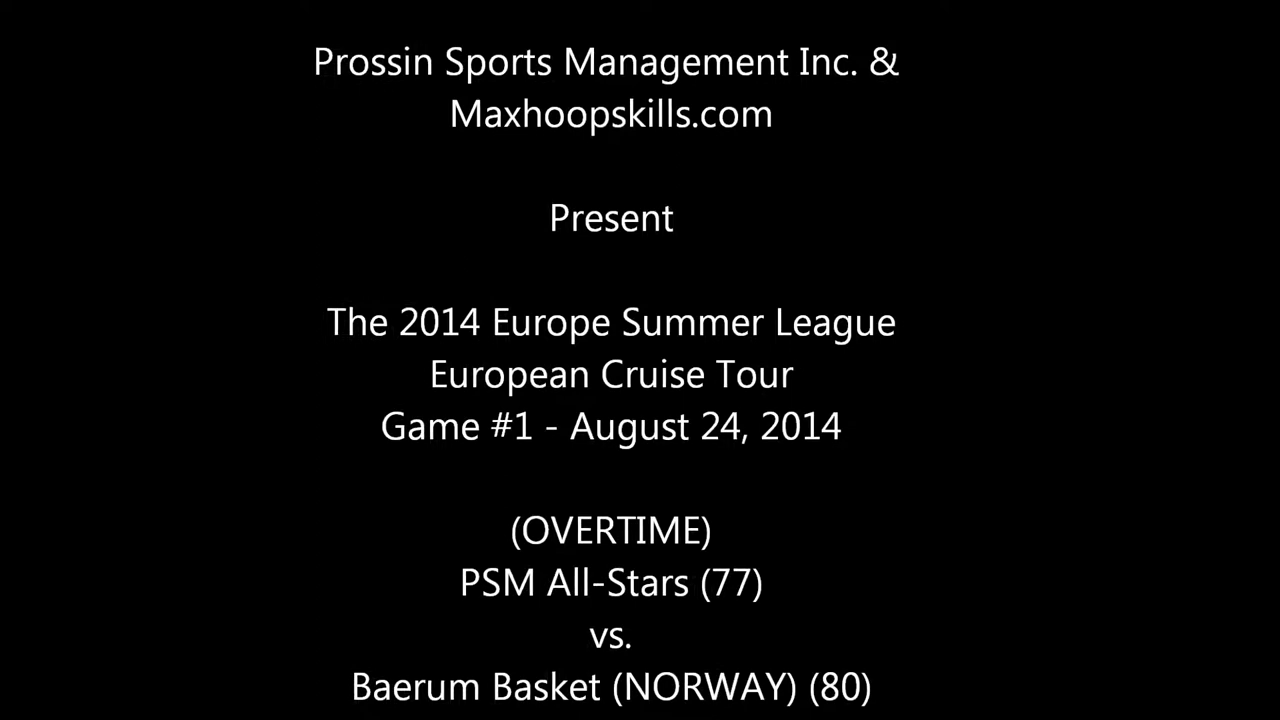 Prossin Sports Management Inc. &
Maxhoopskills.com
Present
The 2014 Europe Summer League
European Cruise Tour
Game #1 - August 24, 2014
(OVERTIME)
PSM All-Stars (77)
vs.
Baerum Basket (NORWAY) (80)